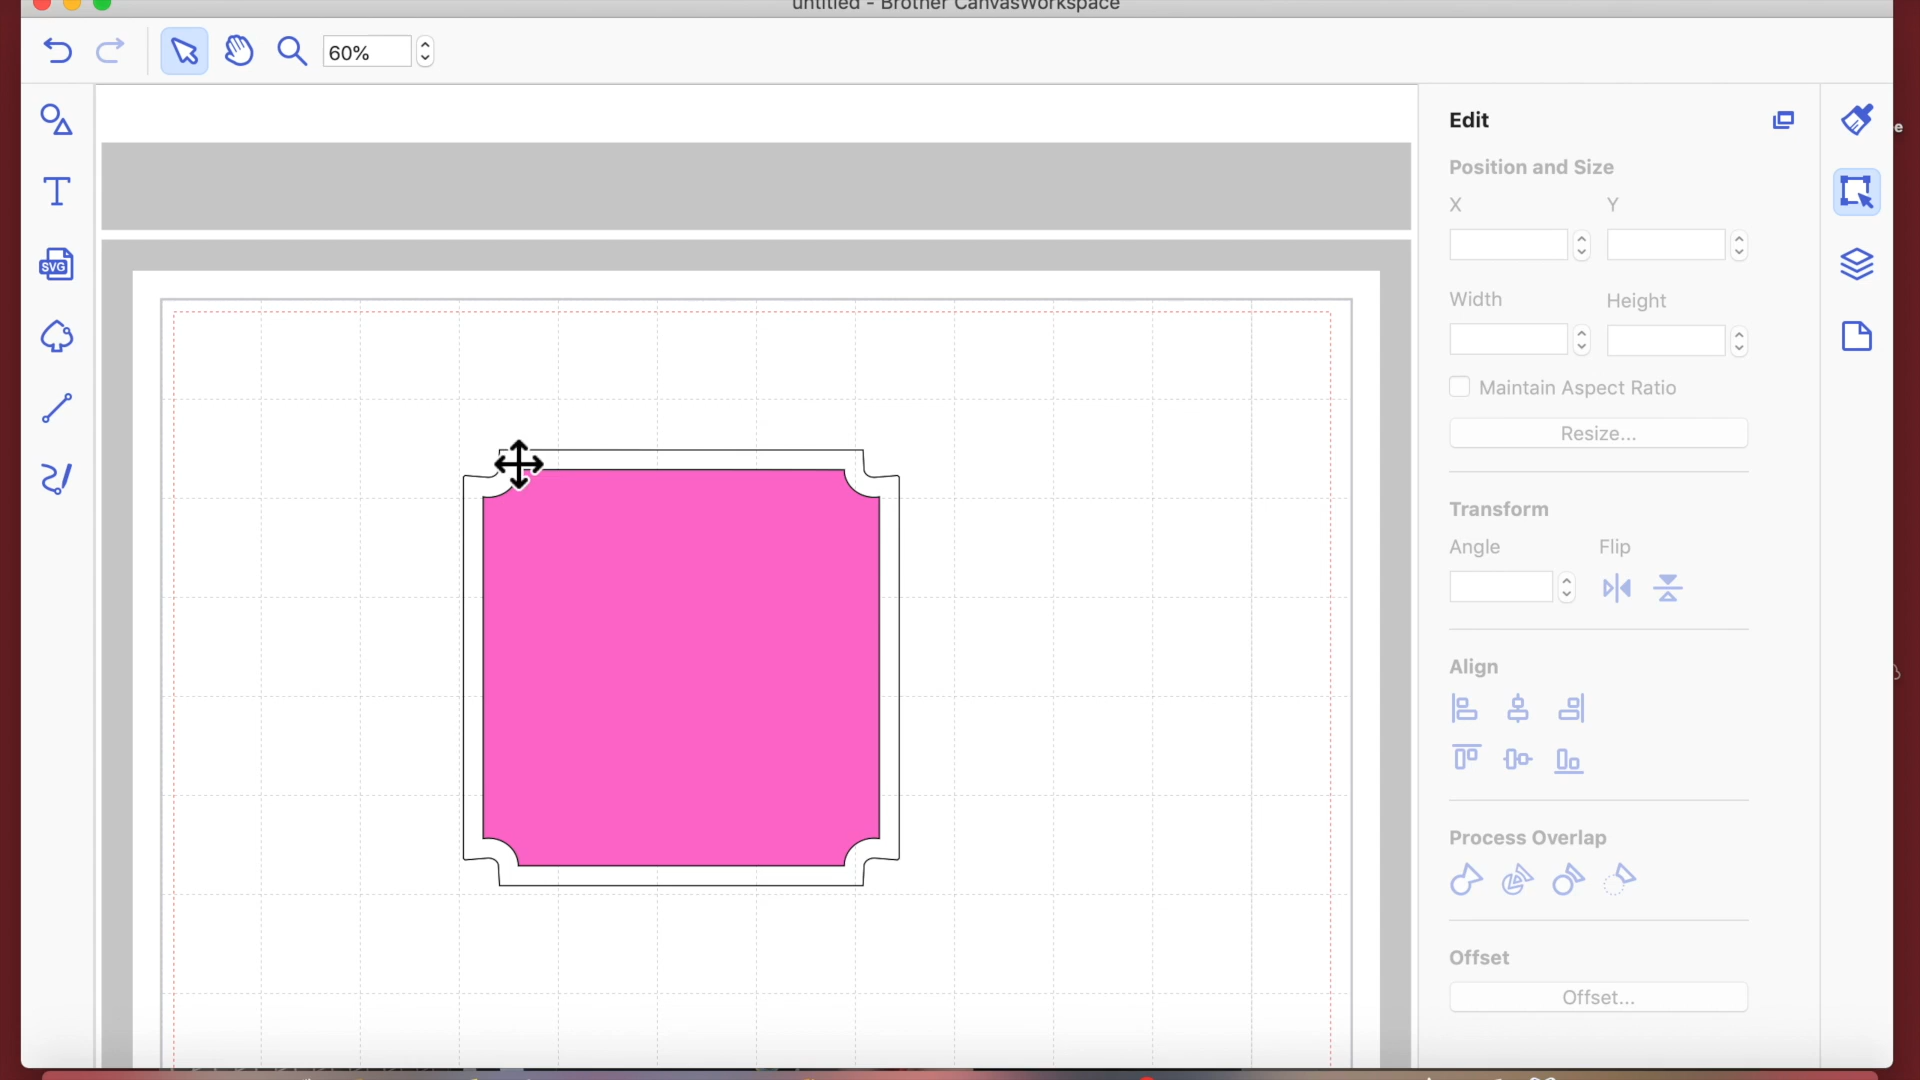 untitled - Brother CanvasWorkspace
60%
Edit
Position and Size
X Y
SVG
Width Height
Maintain Aspect Ratio
Resize...
Transform
Angle Flip
Align
Process Overlap
Offset
Offset...